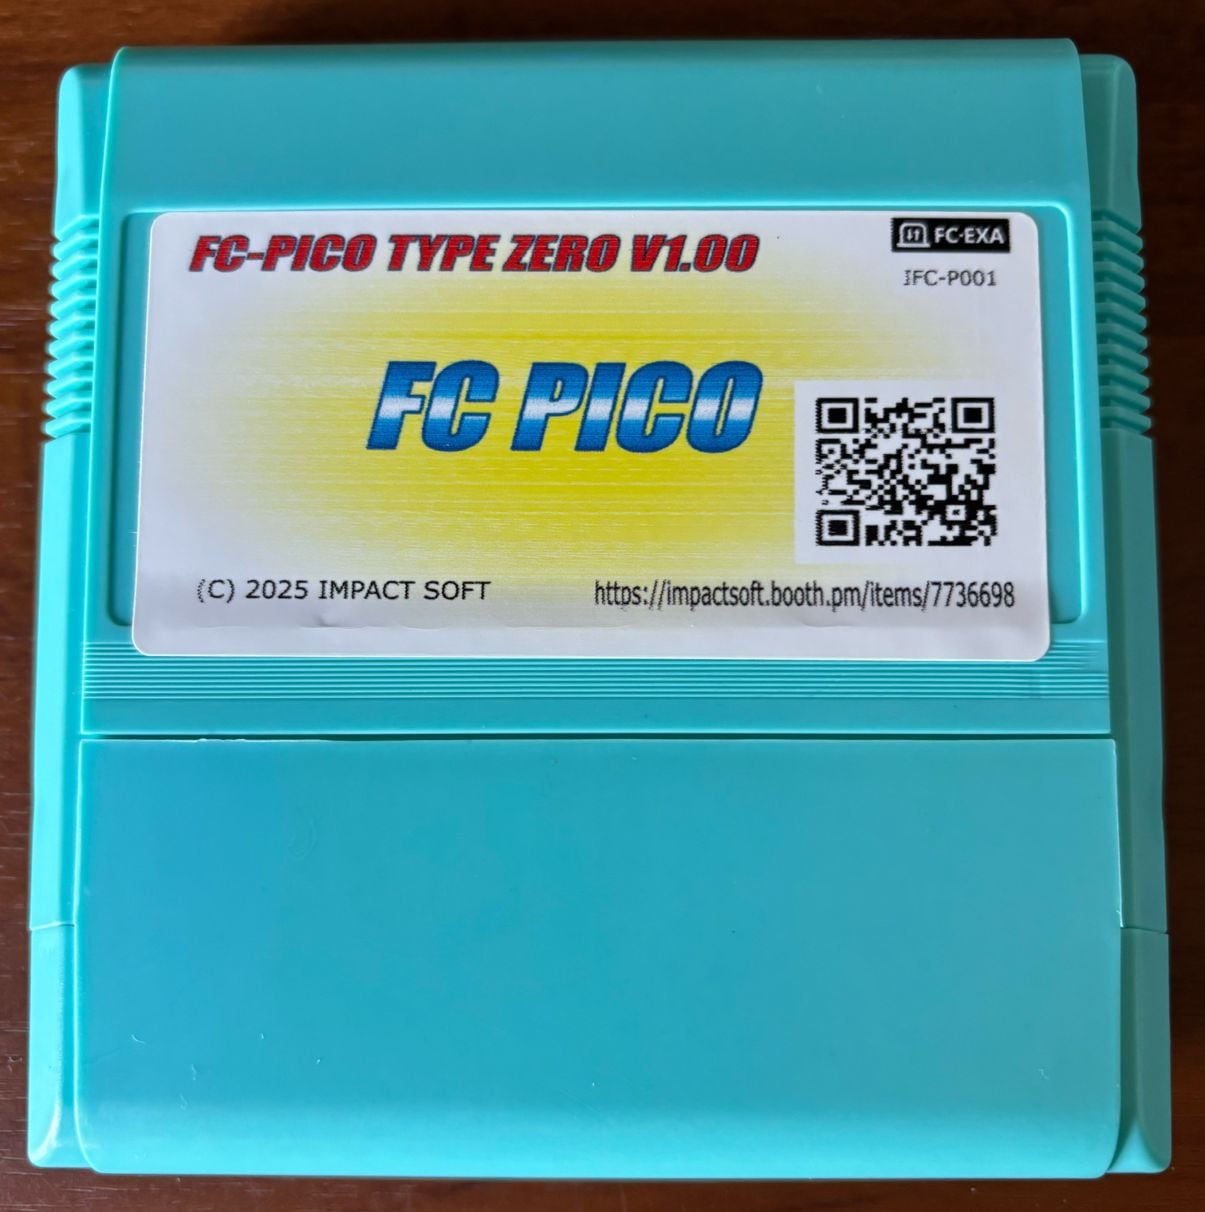 FC-PICO TYPE ZERO V1.00
FC-EXA
IFC-P001
FC PICO
(C) 2025 IMPACT SOFT
https://impactsoft.booth.pm/items/7736698